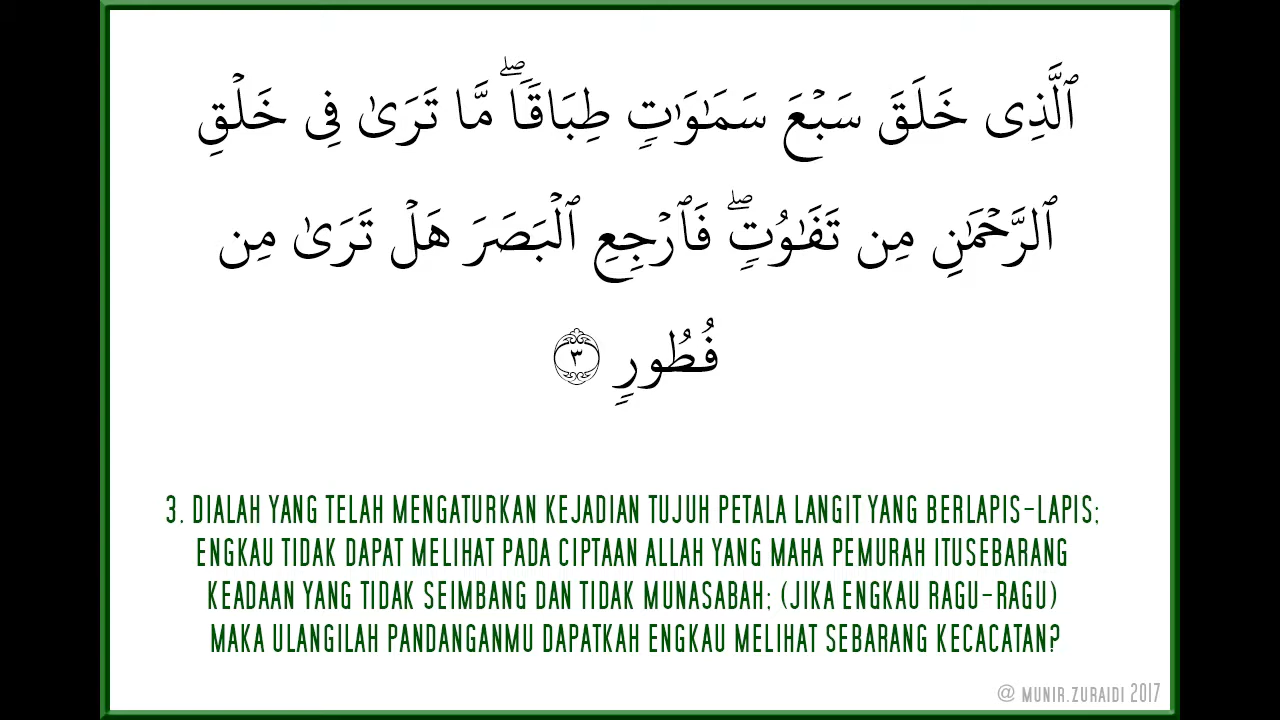 ٱلَّذِى خَلَقَ سَبْعَ سَمَٰوَٰتٍۢ طِبَاقًۭا ۖ مَّا تَرَىٰ فِى خَلْقِ
ٱلرَّحْمَٰنِ مِن تَفَٰوُتٍۢ ۖ فَٱرْجِعِ ٱلْبَصَرَ هَلْ تَرَىٰ مِن
فُطُورٍۢ ٣
3. DIALAH YANG TELAH MENGATURKAN KEJADIAN TUJUH PETALA LANGIT YANG BERLAPIS-LAPIS;
ENGKAU TIDAK DAPAT MELIHAT PADA CIPTAAN ALLAH YANG MAHA PEMURAH ITUSEBARANG
KEADAAN YANG TIDAK SEIMBANG DAN TIDAK MUNASABAH; (JIKA ENGKAU RAGU-RAGU)
MAKA ULANGILAH PANDANGANMU DAPATKAH ENGKAU MELIHAT SEBARANG KECACATAN?
@ MUNIR.ZURAIDI 2017